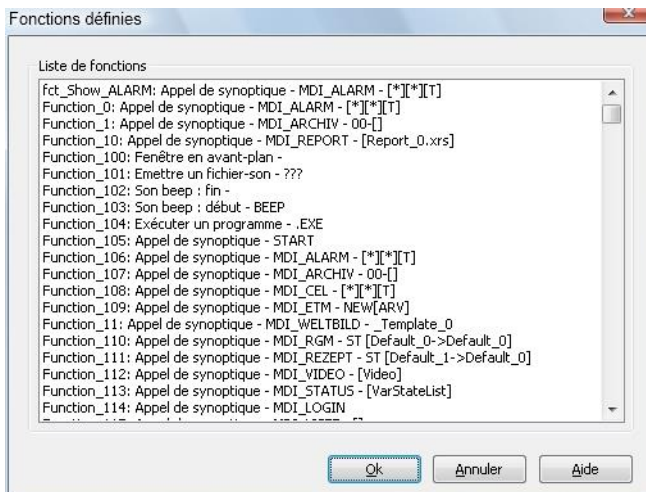 Fonctions définies
Liste de fonctions
fct_Show_ALARM: Appel de synoptique - MDI_ALARM - [*][*][T]
Function_0: Appel de synoptique - MDI_ALARM - [*][*][T]
Function_1: Appel de synoptique - MDI_ARCHIV - 00-[]
Function_10: Appel de synoptique - MDI_REPORT - [Report_0.xrs]
Function_100: Fenêtre en avant-plan -
Function_101: Emettre un fichier-son - ???
Function_102: Son beep : fin -
Function_103: Son beep : début - BEEP
Function_104: Exécuter un programme - .EXE
Function_105: Appel de synoptique - START
Function_106: Appel de synoptique - MDI_ALARM - [*][*][T]
Function_107: Appel de synoptique - MDI_ARCHIV - 00-[]
Function_108: Appel de synoptique - MDI_CEL - [*][*][T]
Function_109: Appel de synoptique - MDI_ETM - NEW[ARV]
Function_11: Appel de synoptique - MDI_WELTBILD - _Template_0
Function_110: Appel de synoptique - MDI_RGM - ST [Default_0->Default_0]
Function_111: Appel de synoptique - MDI_REZEPT - ST [Default_1->Default_0]
Function_112: Appel de synoptique - MDI_VIDEO - [Video]
Function_113: Appel de synoptique - MDI_STATUS - [VarStateList]
Function_114: Appel de synoptique - MDI_LOGIN
Ok Annuler Aide